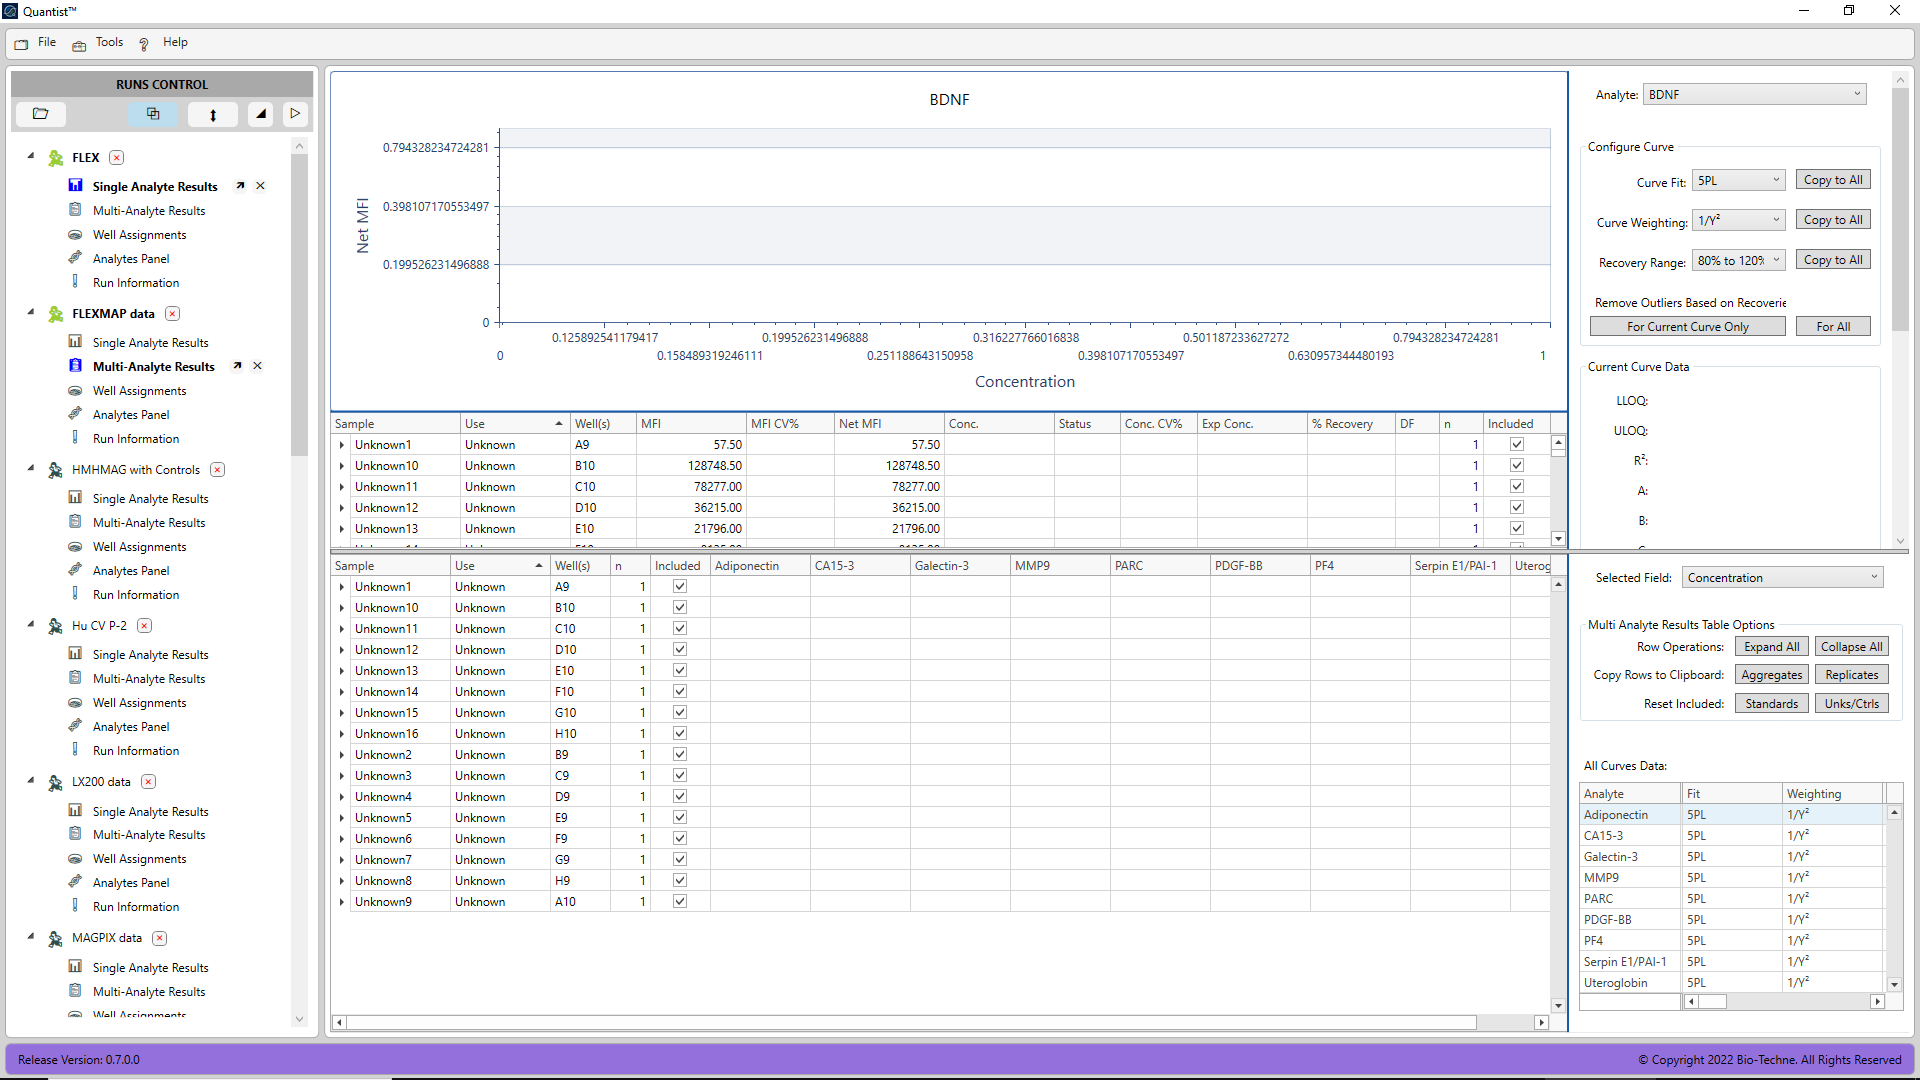 Quantist™
File Tools Help
RUNS CONTROL
FLEX
Single Analyte Results
Multi-Analyte Results
Well Assignments
Analytes Panel
Run Information
FLEXMAP data
Single Analyte Results
Multi-Analyte Results
Well Assignments
Analytes Panel
Run Information
HMHMAG with Controls
Single Analyte Results
Multi-Analyte Results
Well Assignments
Analytes Panel
Run Information
Hu CV P-2
Single Analyte Results
Multi-Analyte Results
Well Assignments
Analytes Panel
Run Information
LX200 data
Single Analyte Results
Multi-Analyte Results
Well Assignments
Analytes Panel
Run Information
MAGPIX data
Single Analyte Results
Multi-Analyte Results
Well Assignments
BDNF
Net MFI
0.794328234724281
0.398107170553497
0.199526231496888
0
0.125892541179417 0.199526231496888 0.316227766016838 0.501187233627272 0.794328234724281
0 0.158489319246111 0.251188643150958 0.398107170553497 0.630957344480193 1
Concentration
Sample Use Well(s) MFI MFI CV% Net MFI Conc. Status Conc. CV% Exp Conc. % Recovery DF n Included
Unknown1 Unknown A9 57.50 57.50 1
Unknown10 Unknown B10 128748.50 128748.50 1
Unknown11 Unknown C10 78277.00 78277.00 1
Unknown12 Unknown D10 36215.00 36215.00 1
Unknown13 Unknown E10 21796.00 21796.00 1
Sample Use Well(s) n Included Adiponectin CA15-3 Galectin-3 MMP9 PARC PDGF-BB PF4 Serpin E1/PAI-1 Uterog
Unknown1 Unknown A9 1
Unknown10 Unknown B10 1
Unknown11 Unknown C10 1
Unknown12 Unknown D10 1
Unknown13 Unknown E10 1
Unknown14 Unknown F10 1
Unknown15 Unknown G10 1
Unknown16 Unknown H10 1
Unknown2 Unknown B9 1
Unknown3 Unknown C9 1
Unknown4 Unknown D9 1
Unknown5 Unknown E9 1
Unknown6 Unknown F9 1
Unknown7 Unknown G9 1
Unknown8 Unknown H9 1
Unknown9 Unknown A10 1
Analyte: BDNF
Configure Curve
Curve Fit: 5PL Copy to All
Curve Weighting: 1/Y² Copy to All
Recovery Range: 80% to 120% Copy to All
Remove Outliers Based on Recoverie
For Current Curve Only For All
Current Curve Data
LLOQ:
ULOQ:
R²:
A:
B:
Selected Field: Concentration
Multi Analyte Results Table Options
Row Operations: Expand All Collapse All
Copy Rows to Clipboard: Aggregates Replicates
Reset Included: Standards Unks/Ctrls
All Curves Data:
Analyte Fit Weighting
Adiponectin 5PL 1/Y²
CA15-3 5PL 1/Y²
Galectin-3 5PL 1/Y²
MMP9 5PL 1/Y²
PARC 5PL 1/Y²
PDGF-BB 5PL 1/Y²
PF4 5PL 1/Y²
Serpin E1/PAI-1 5PL 1/Y²
Uteroglobin 5PL 1/Y²
Release Version: 0.7.0.0
© Copyright 2022 Bio-Techne. All Rights Reserved